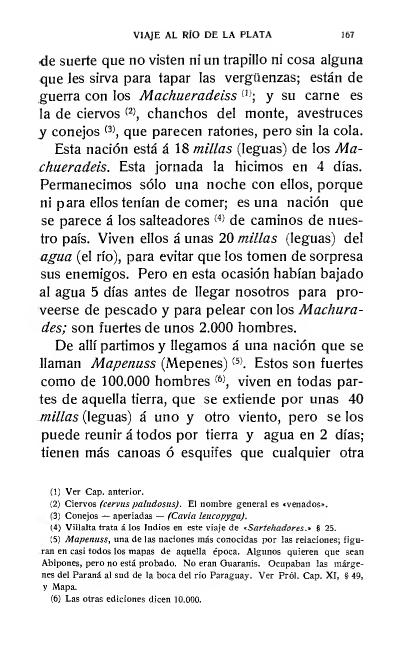 VIAJE AL RÍO DE LA PLATA 167
de suerte que no visten ni un trapillo ni cosa alguna
que les sirva para tapar las vergüenzas; están de
guerra con los Machueradeiss (1); y su carne es
la de ciervos (2), chanchos del monte, avestruces
y conejos (3), que parecen ratones, pero sin la cola.
Esta nación está á 18 millas (leguas) de los Ma-
chueradeis. Esta jornada la hicimos en 4 días.
Permanecimos sólo una noche con ellos, porque
ni para ellos tenían de comer; es una nación que
se parece á los salteadores (4) de caminos de nues-
tro país. Viven ellos á unas 20 millas (leguas) del
agua (el río), para evitar que los tomen de sorpresa
sus enemigos. Pero en esta ocasión habían bajado
al agua 5 días antes de llegar nosotros para pro-
veerse de pescado y para pelear con los Machura-
des; son fuertes de unos 2.000 hombres.
De allí partimos y llegamos á una nación que se
llaman Mapenuss (Mepenes) (5). Estos son fuertes
como de 100.000 hombres (6), viven en todas par-
tes de aquella tierra, que se extiende por unas 40
millas (leguas) á uno y otro viento, pero se los
puede reunir á todos por tierra y agua en 2 días;
tienen más canoas ó esquifes que cualquier otra
(1) Ver Cap. anterior.
(2) Ciervos (cervus paludosus). El nombre general es «venados».
(3) Conejos — aperiadas — (Cavia leucopyga).
(4) Villalta trata á los Indios en este viaje de «Sartehadores.» § 25.
(5) Mapenuss, una de las naciones más conocidas por las relaciones; figu-
ran en casi todos los mapas de aquella época. Algunos quieren que sean
Abipones, pero no está probado. No eran Guaranis. Ocupaban las márge-
nes del Paraná al sud de la boca del río Paraguay. Ver Pról. Cap. XI, § 49,
y Mapa.
(6) Las otras ediciones dicen 10.000.